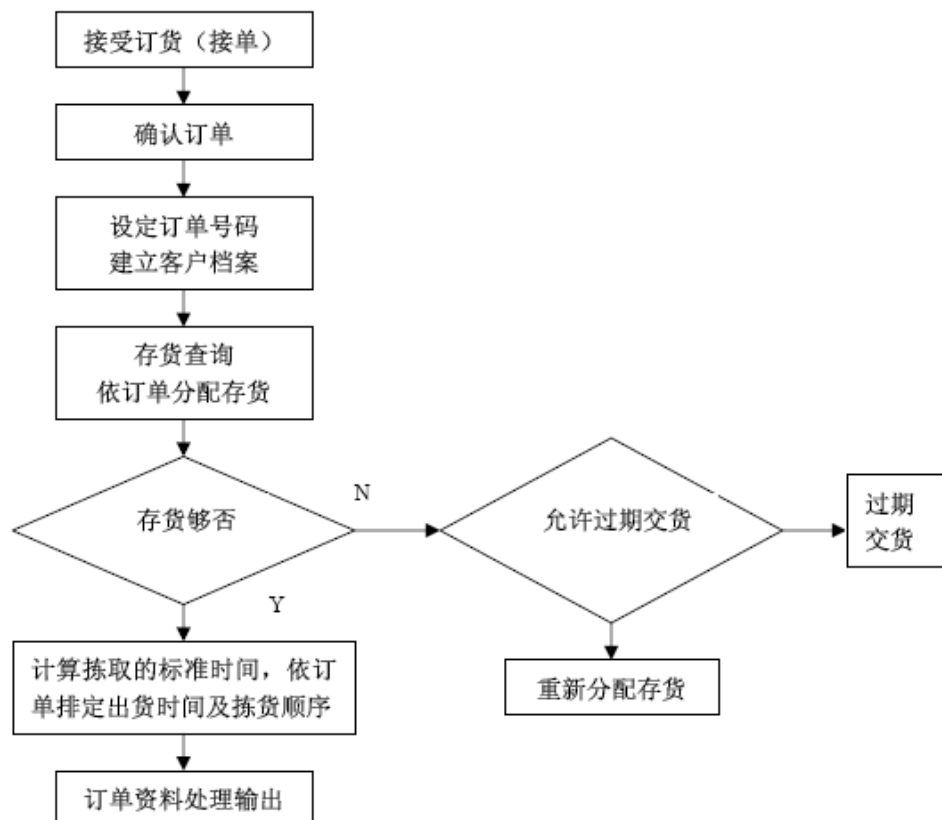 接受订货（接单）
确认订单
设定订单号码
建立客户档案
存货查询
依订单分配存货
存货够否
N
允许过期交货
过期
交货
Y
计算拣取的标准时间，依订
单排定出货时间及拣货顺序
重新分配存货
订单资料处理输出